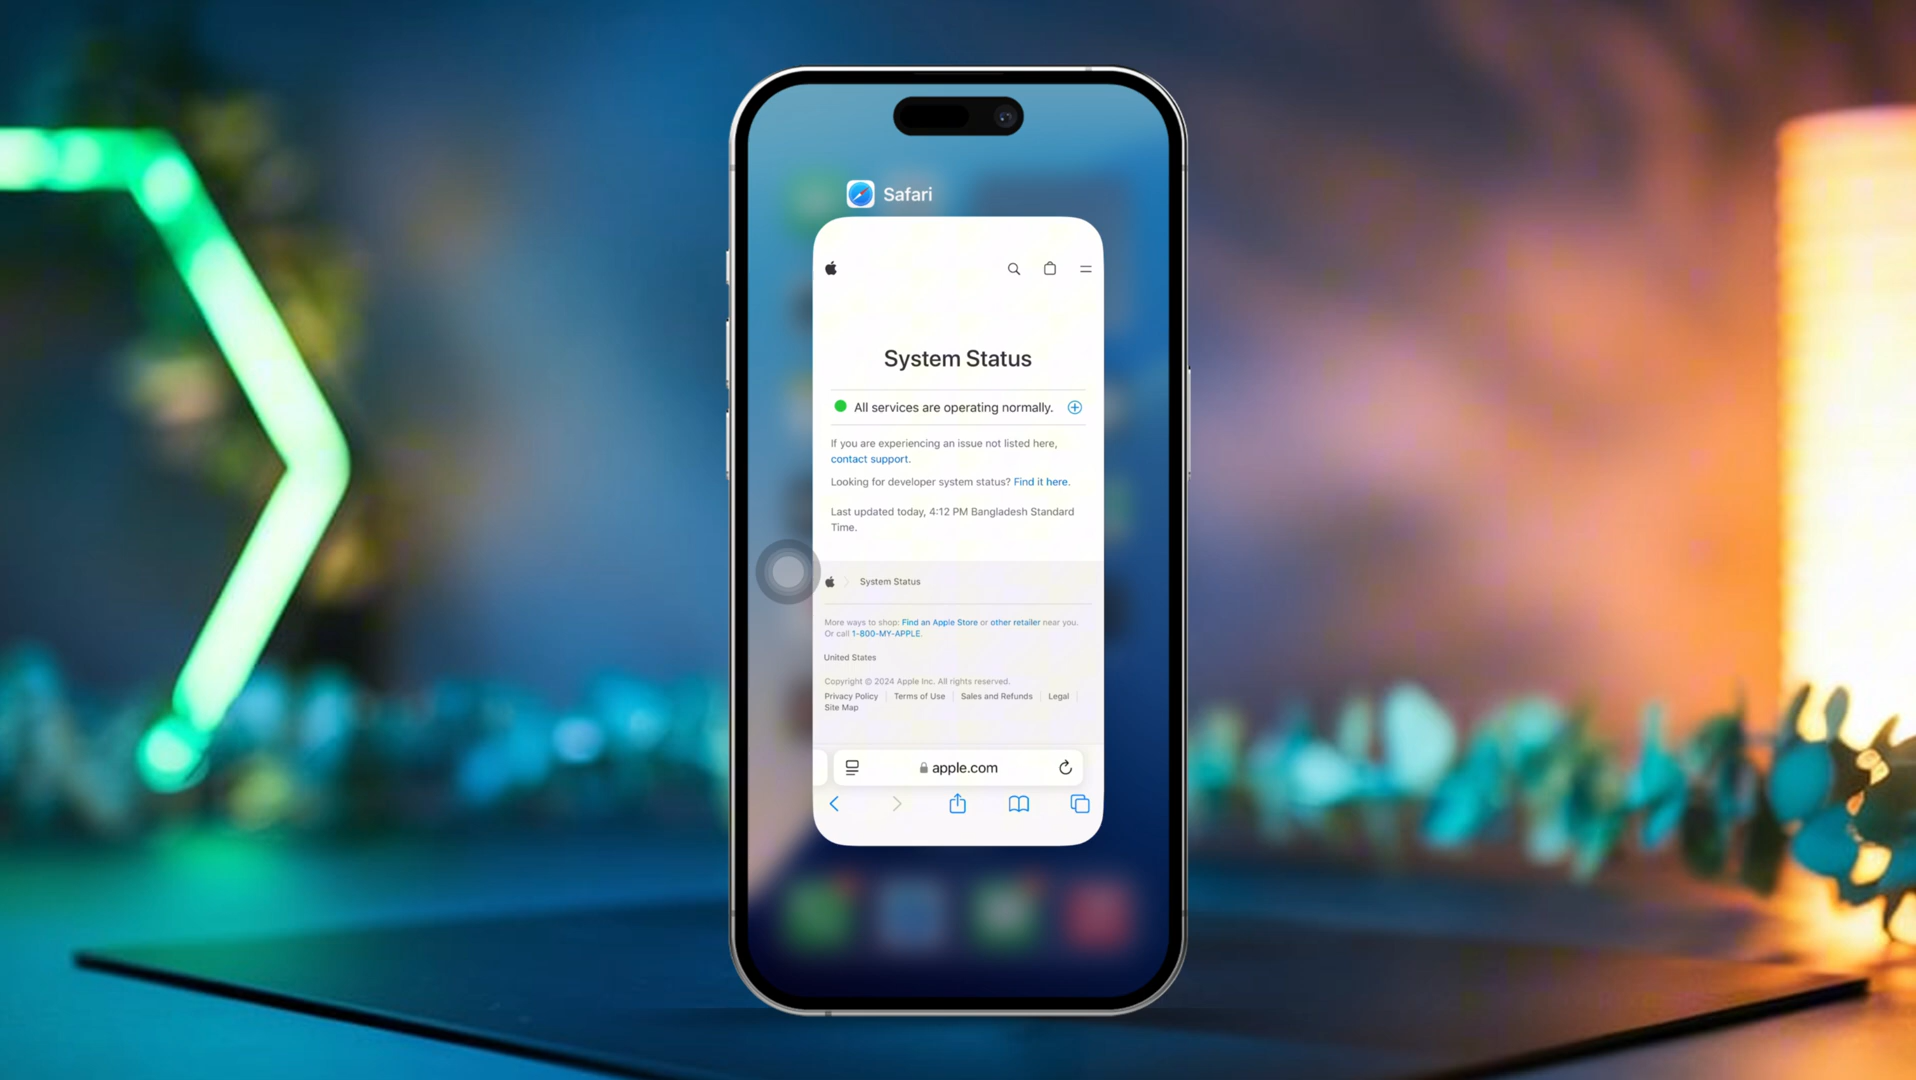 Safari
System Status
All services are operating normally.
If you are experiencing an issue not listed here,
contact support.
Looking for developer system status? Find it here.
Last updated today, 4:12 PM Bangladesh Standard
Time.
System Status
More ways to shop: Find an Apple Store or other retailer near you.
Or call 1-800-MY-APPLE.
United States
Copyright © 2024 Apple Inc. All rights reserved.
Privacy Policy | Terms of Use | Sales and Refunds | Legal |
Site Map
apple.com